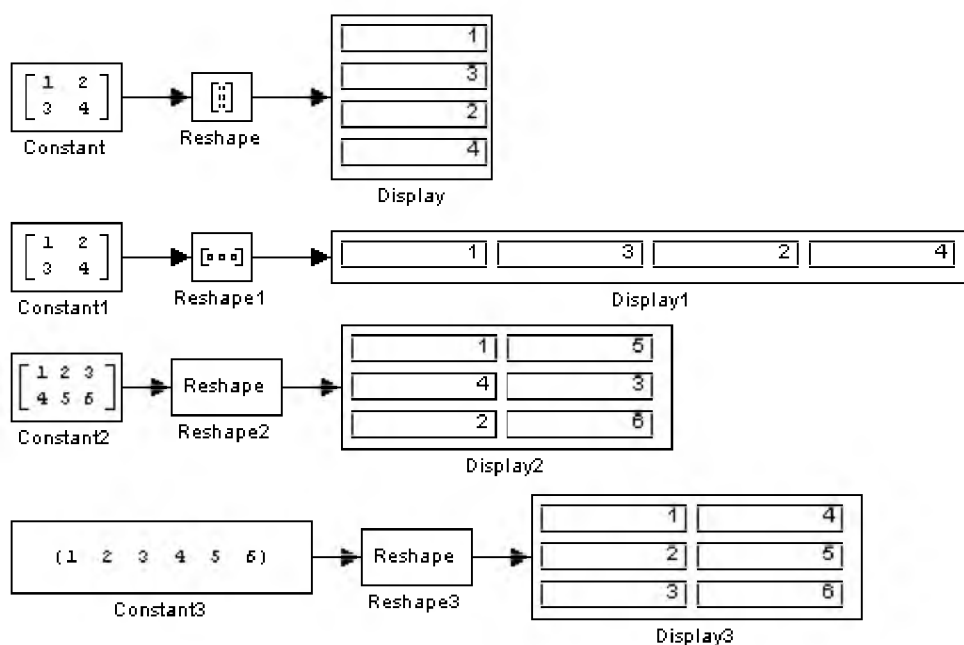 1
3
2
4
1 2
3 4
Constant
Reshape
Display
1 2
3 4
Constant1
[▫▫▫]
Reshape1
1 3 2 4
Display1
1 2 3
4 5 6
Constant2
Reshape
Reshape2
1 5
4 3
2 6
Display2
(1 2 3 4 5 6)
Constant3
Reshape
Reshape3
1 4
2 5
3 6
Display3